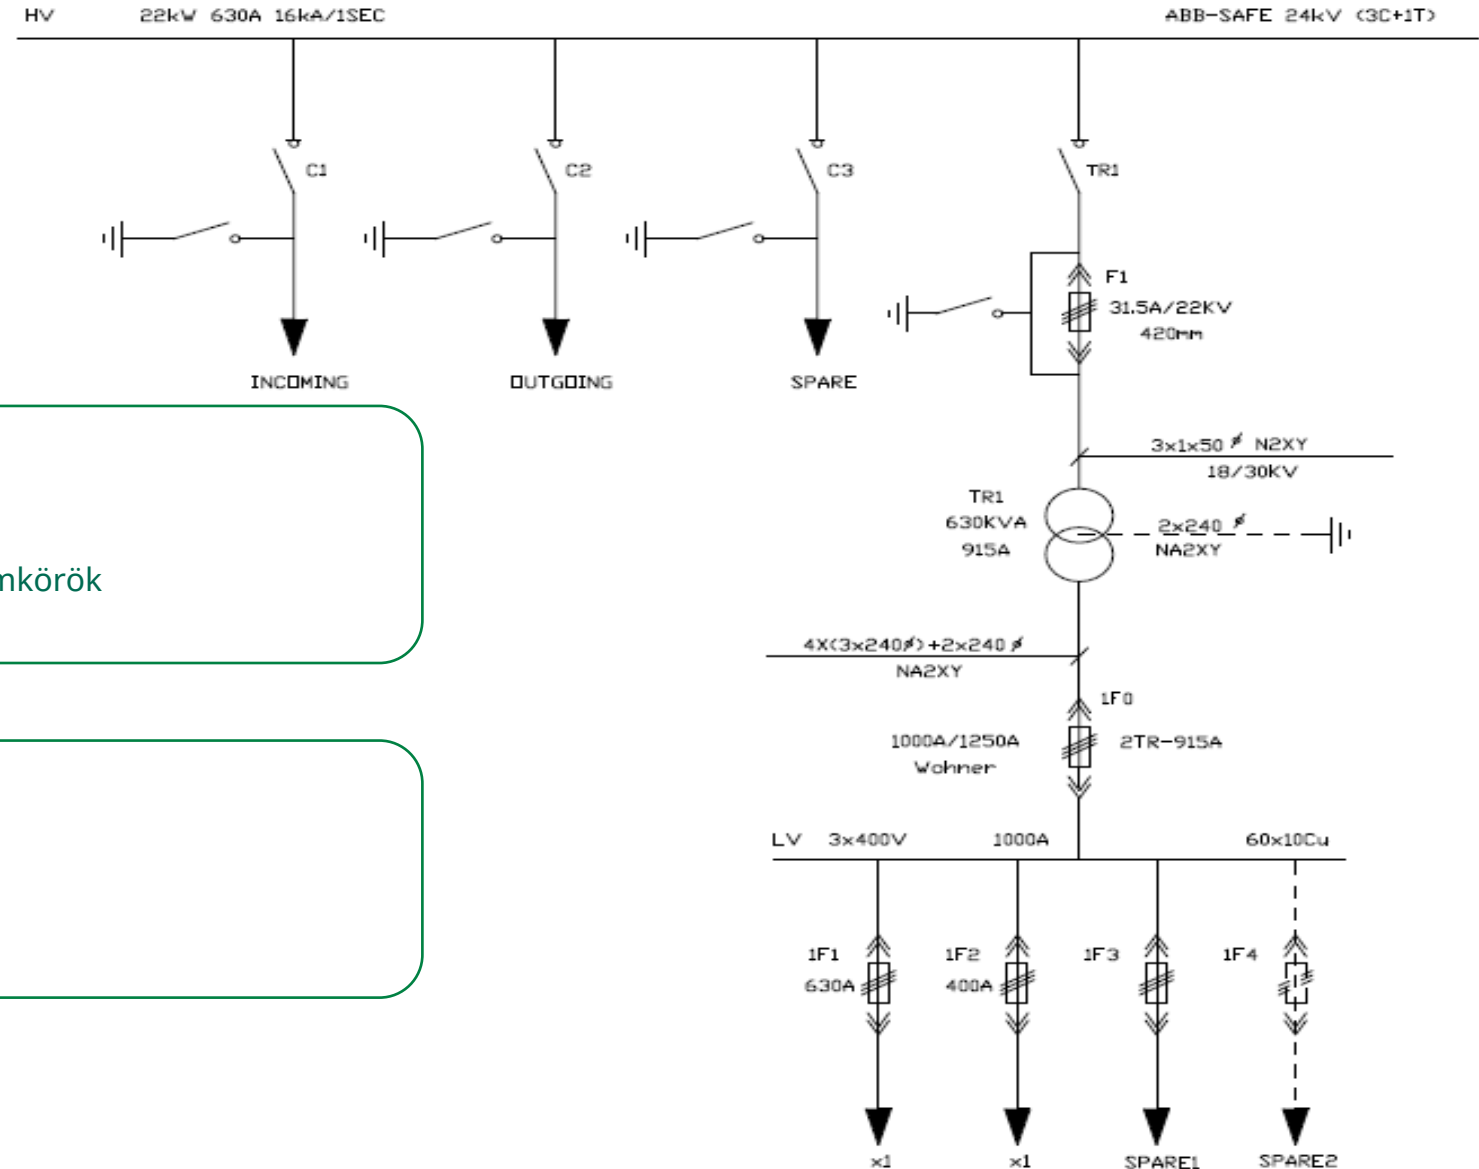 HV 22kW 630A 16kA/1SEC ABB-SAFE 24kV (3C+1T)
C1 C2 C3 TR1
F1
31.5A/22KV
420mm
INCOMING OUTGOING SPARE
3x1x50 N2XY
18/30KV
TR1
630KVA
915A
2x240
NA2XY
mkörök
4X(3x240)+2x240
NA2XY
1F0
1000A/1250A 2TR-915A
Wohner
LV 3x400V 1000A 60x10Cu
1F1 1F2 1F3 1F4
630A 400A
x1 x1 SPARE1 SPARE2